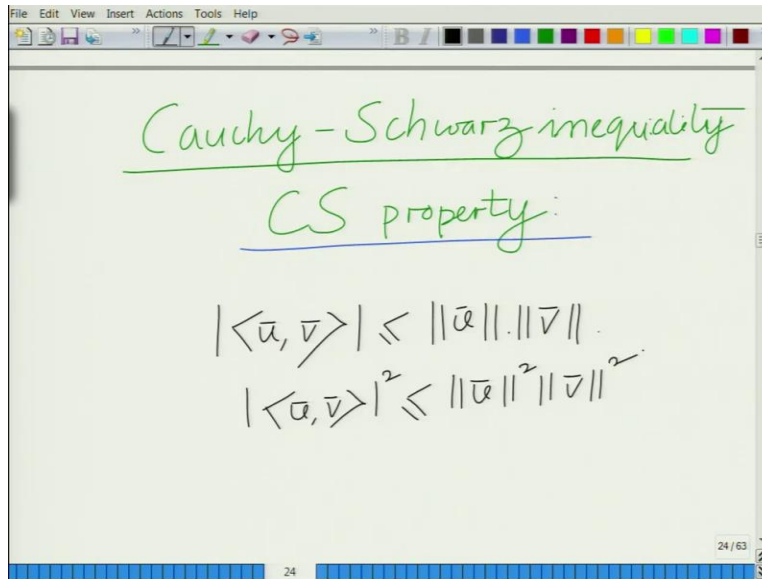 File Edit View Insert Actions Tools Help
B I
Cauchy-Schwarz inequality
CS property:
|<ū, v̄>| ≤ ||ū||.||v̄||.
|<ū, v̄>|² ≤ ||ū||² ||v̄||².
24/63
24